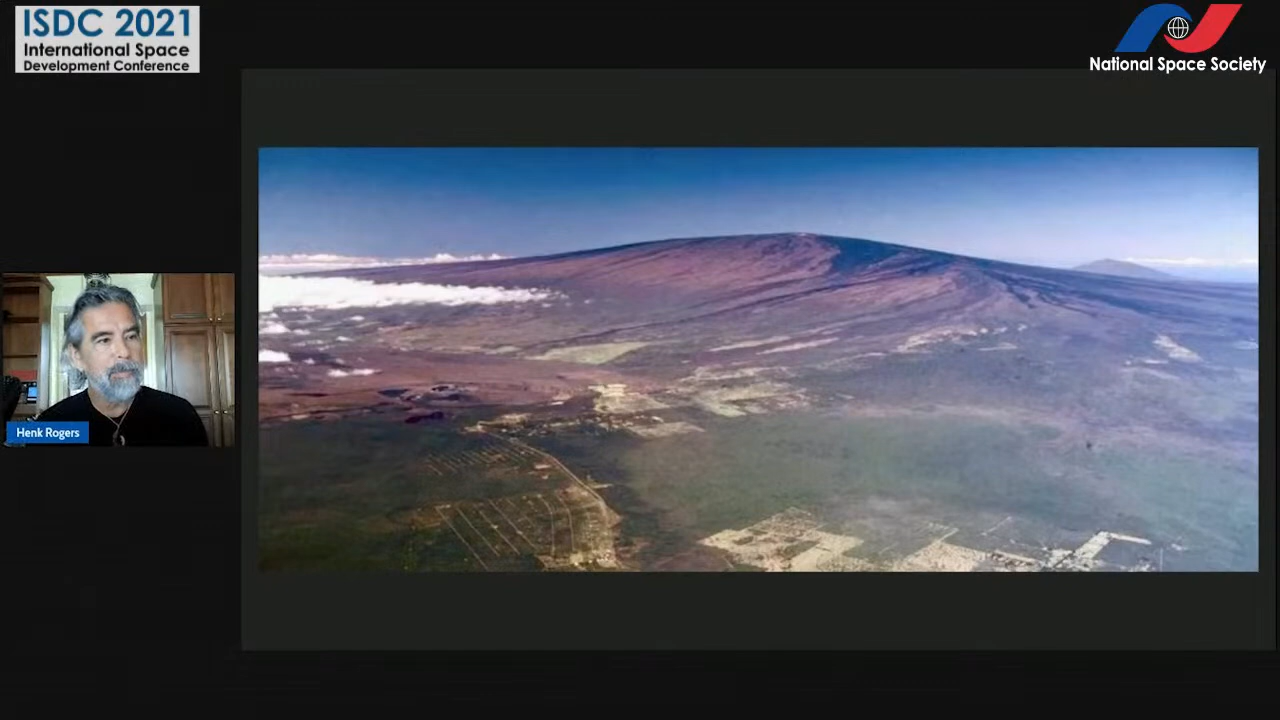 ISDC 2021
International Space
Development Conference
National Space Society
Henk Rogers